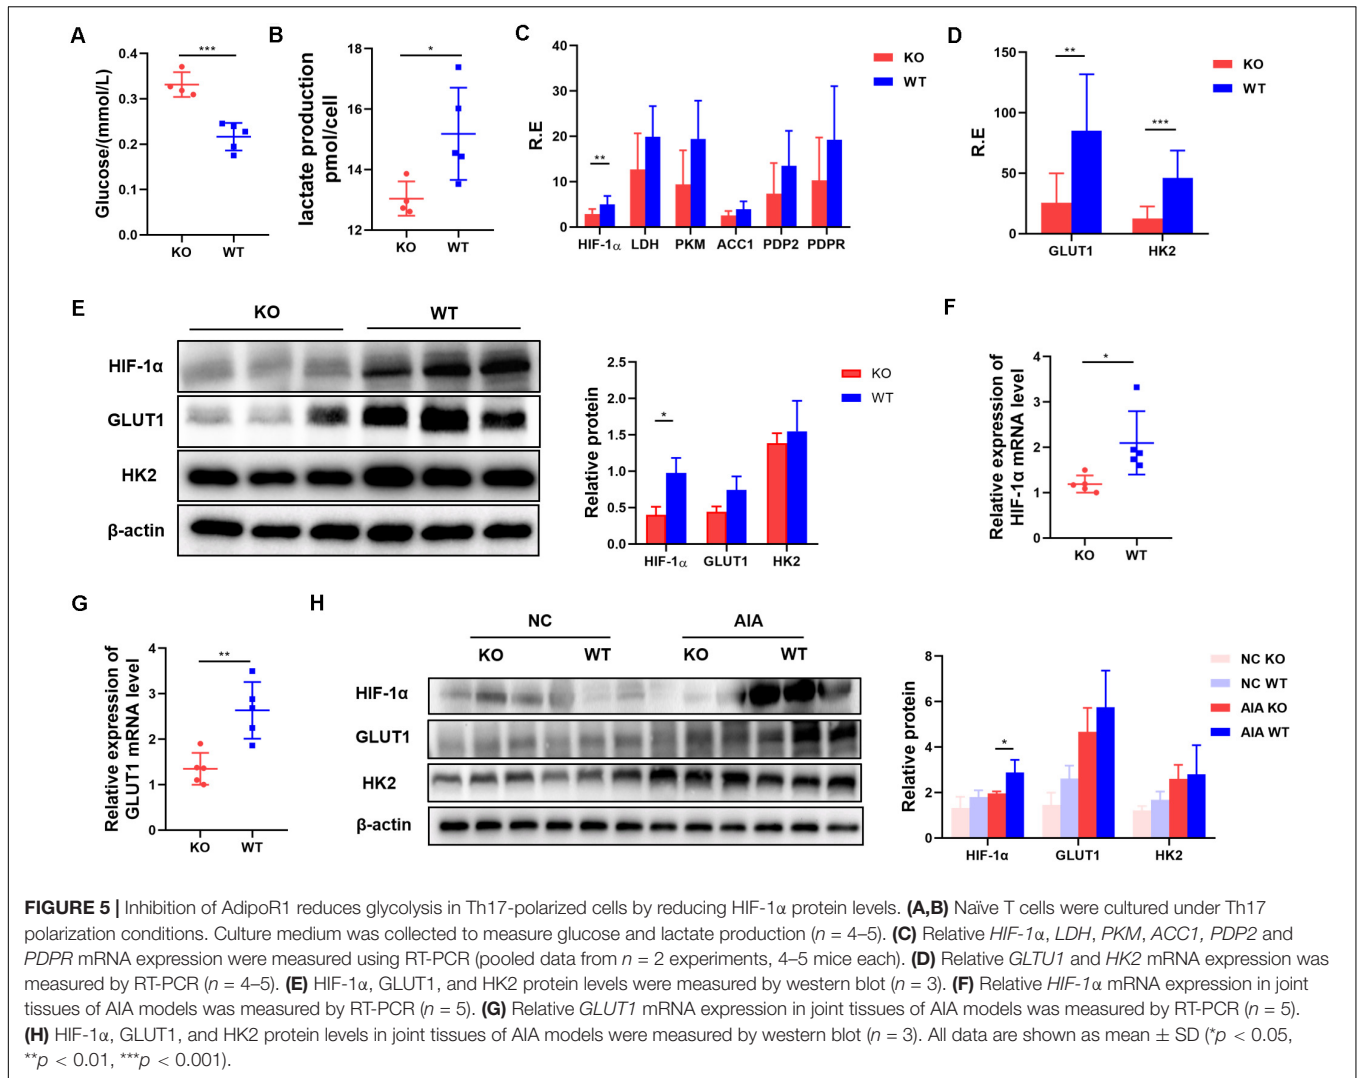 A
Glucose/(mmol/L)
0.4
0.3
0.2
0.1
0.0
***
KO
WT
B
lactate production
pmol/cell
18
16
14
12
*
KO
WT
C
R.E
40
30
20
10
0
**
HIF-1α LDH PKM ACC1 PDP2 PDPR
KO
WT
D
R.E
150
100
50
0
**
***
GLUT1 HK2
KO
WT
E
KO WT
HIF-1α
GLUT1
HK2
β-actin
Relative protein
2.5
2.0
1.5
1.0
0.5
0.0
*
HIF-1α GLUT1 HK2
KO
WT
F
Relative expression of
HIF-1α mRNA level
4
3
2
1
0
*
KO WT
G
Relative expression of
GLUT1 mRNA level
4
3
2
1
0
**
KO WT
H
NC AIA
KO WT KO WT
HIF-1α
GLUT1
HK2
β-actin
Relative protein
8
6
4
2
0
*
HIF-1α GLUT1 HK2
NC KO
NC WT
AIA KO
AIA WT
FIGURE 5 | Inhibition of AdipoR1 reduces glycolysis in Th17-polarized cells by reducing HIF-1α protein levels. (A,B) Naïve T cells were cultured under Th17
polarization conditions. Culture medium was collected to measure glucose and lactate production (n = 4–5). (C) Relative HIF-1α, LDH, PKM, ACC1, PDP2 and
PDPR mRNA expression were measured using RT-PCR (pooled data from n = 2 experiments, 4–5 mice each). (D) Relative GLTU1 and HK2 mRNA expression was
measured by RT-PCR (n = 4–5). (E) HIF-1α, GLUT1, and HK2 protein levels were measured by western blot (n = 3). (F) Relative HIF-1α mRNA expression in joint
tissues of AIA models was measured by RT-PCR (n = 5). (G) Relative GLUT1 mRNA expression in joint tissues of AIA models was measured by RT-PCR (n = 5).
(H) HIF-1α, GLUT1, and HK2 protein levels in joint tissues of AIA models were measured by western blot (n = 3). All data are shown as mean ± SD (*p < 0.05,
**p < 0.01, ***p < 0.001).